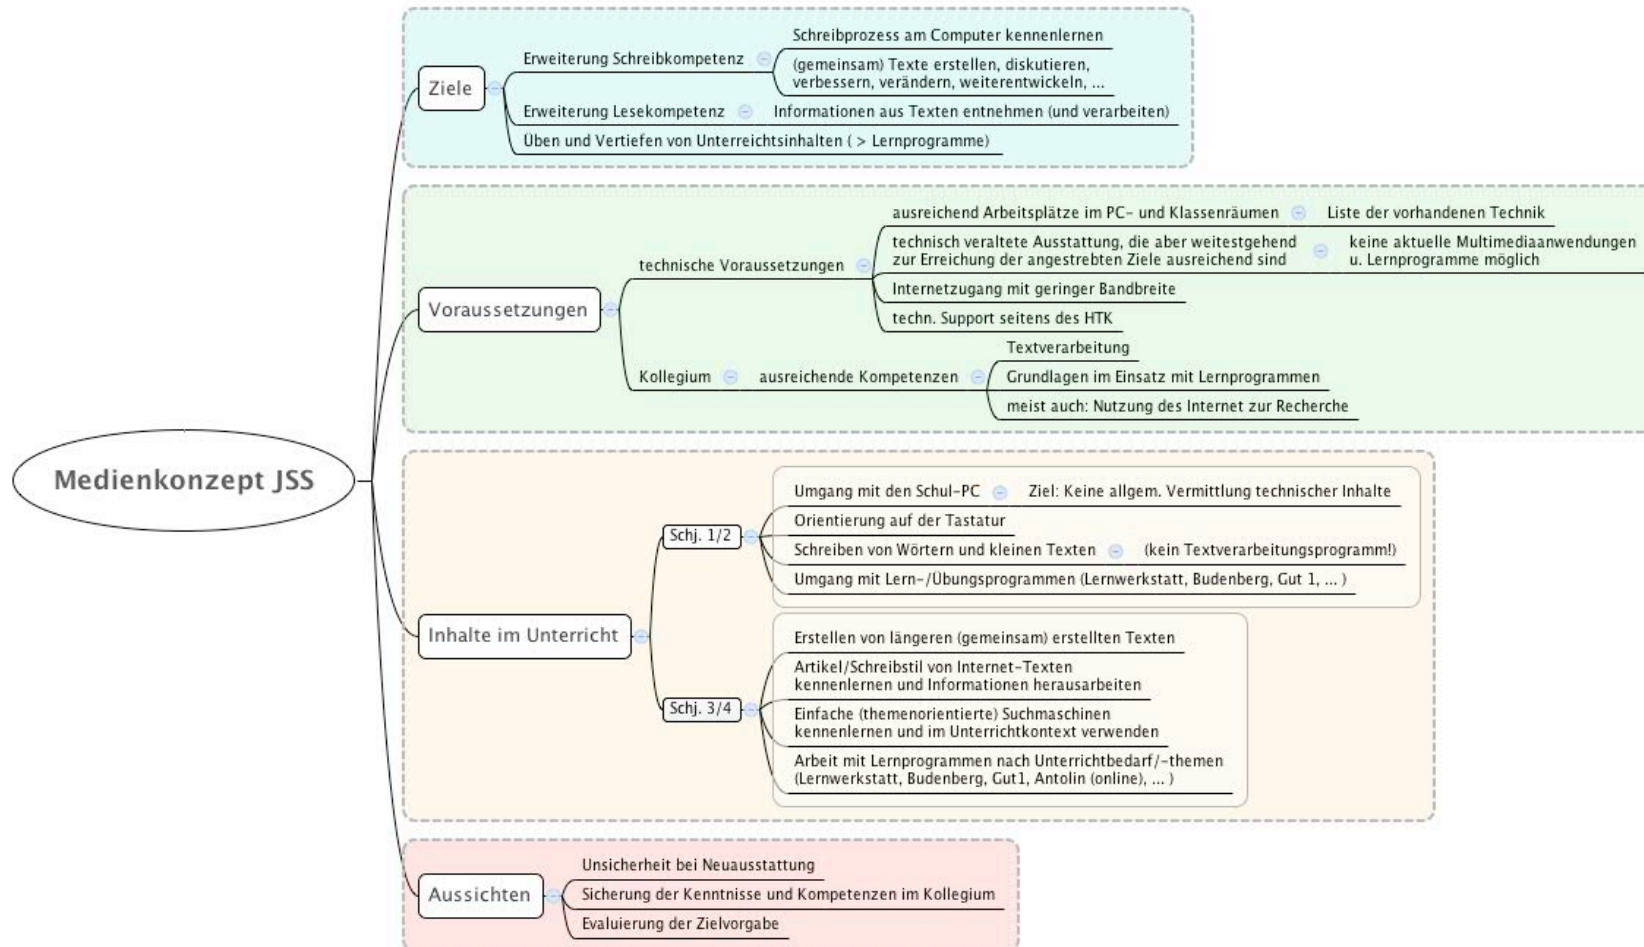 Medienkonzept JSS
Ziele
Erweiterung Schreibkompetenz
Schreibprozess am Computer kennenlernen
(gemeinsam) Texte erstellen, diskutieren,
verbessern, verändern, weiterentwickeln, ...
Erweiterung Lesekompetenz
Informationen aus Texten entnehmen (und verarbeiten)
Üben und Vertiefen von Unterreichtsinhalten ( > Lernprogramme)
Voraussetzungen
technische Voraussetzungen
ausreichend Arbeitsplätze im PC- und Klassenräumen
Liste der vorhandenen Technik
technisch veraltete Ausstattung, die aber weitestgehend
zur Erreichung der angestrebten Ziele ausreichend sind
keine aktuelle Multimediaanwendungen
u. Lernprogramme möglich
Internetzugang mit geringer Bandbreite
techn. Support seitens des HTK
Kollegium
ausreichende Kompetenzen
Textverarbeitung
Grundlagen im Einsatz mit Lernprogrammen
meist auch: Nutzung des Internet zur Recherche
Inhalte im Unterricht
Schj. 1/2
Umgang mit den Schul-PC
Ziel: Keine allgem. Vermittlung technischer Inhalte
Orientierung auf der Tastatur
Schreiben von Wörtern und kleinen Texten
(kein Textverarbeitungsprogramm!)
Umgang mit Lern-/Übungsprogrammen (Lernwerkstatt, Budenberg, Gut 1, ... )
Schj. 3/4
Erstellen von längeren (gemeinsam) erstellten Texten
Artikel/Schreibstil von Internet-Texten
kennenlernen und Informationen herausarbeiten
Einfache (themenorientierte) Suchmaschinen
kennenlernen und im Unterrichtkontext verwenden
Arbeit mit Lernprogrammen nach Unterrichtbedarf/-themen
(Lernwerkstatt, Budenberg, Gut1, Antolin (online), ... )
Aussichten
Unsicherheit bei Neuausstattung
Sicherung der Kenntnisse und Kompetenzen im Kollegium
Evaluierung der Zielvorgabe